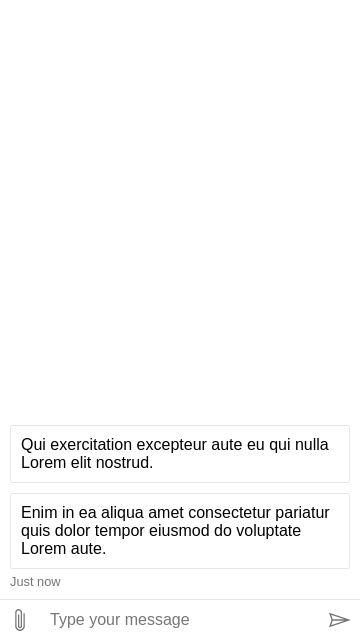 Qui exercitation excepteur aute eu qui nulla
Lorem elit nostrud.
Enim in ea aliqua amet consectetur pariatur
quis dolor tempor eiusmod do voluptate
Lorem aute.
Just now
Type your message